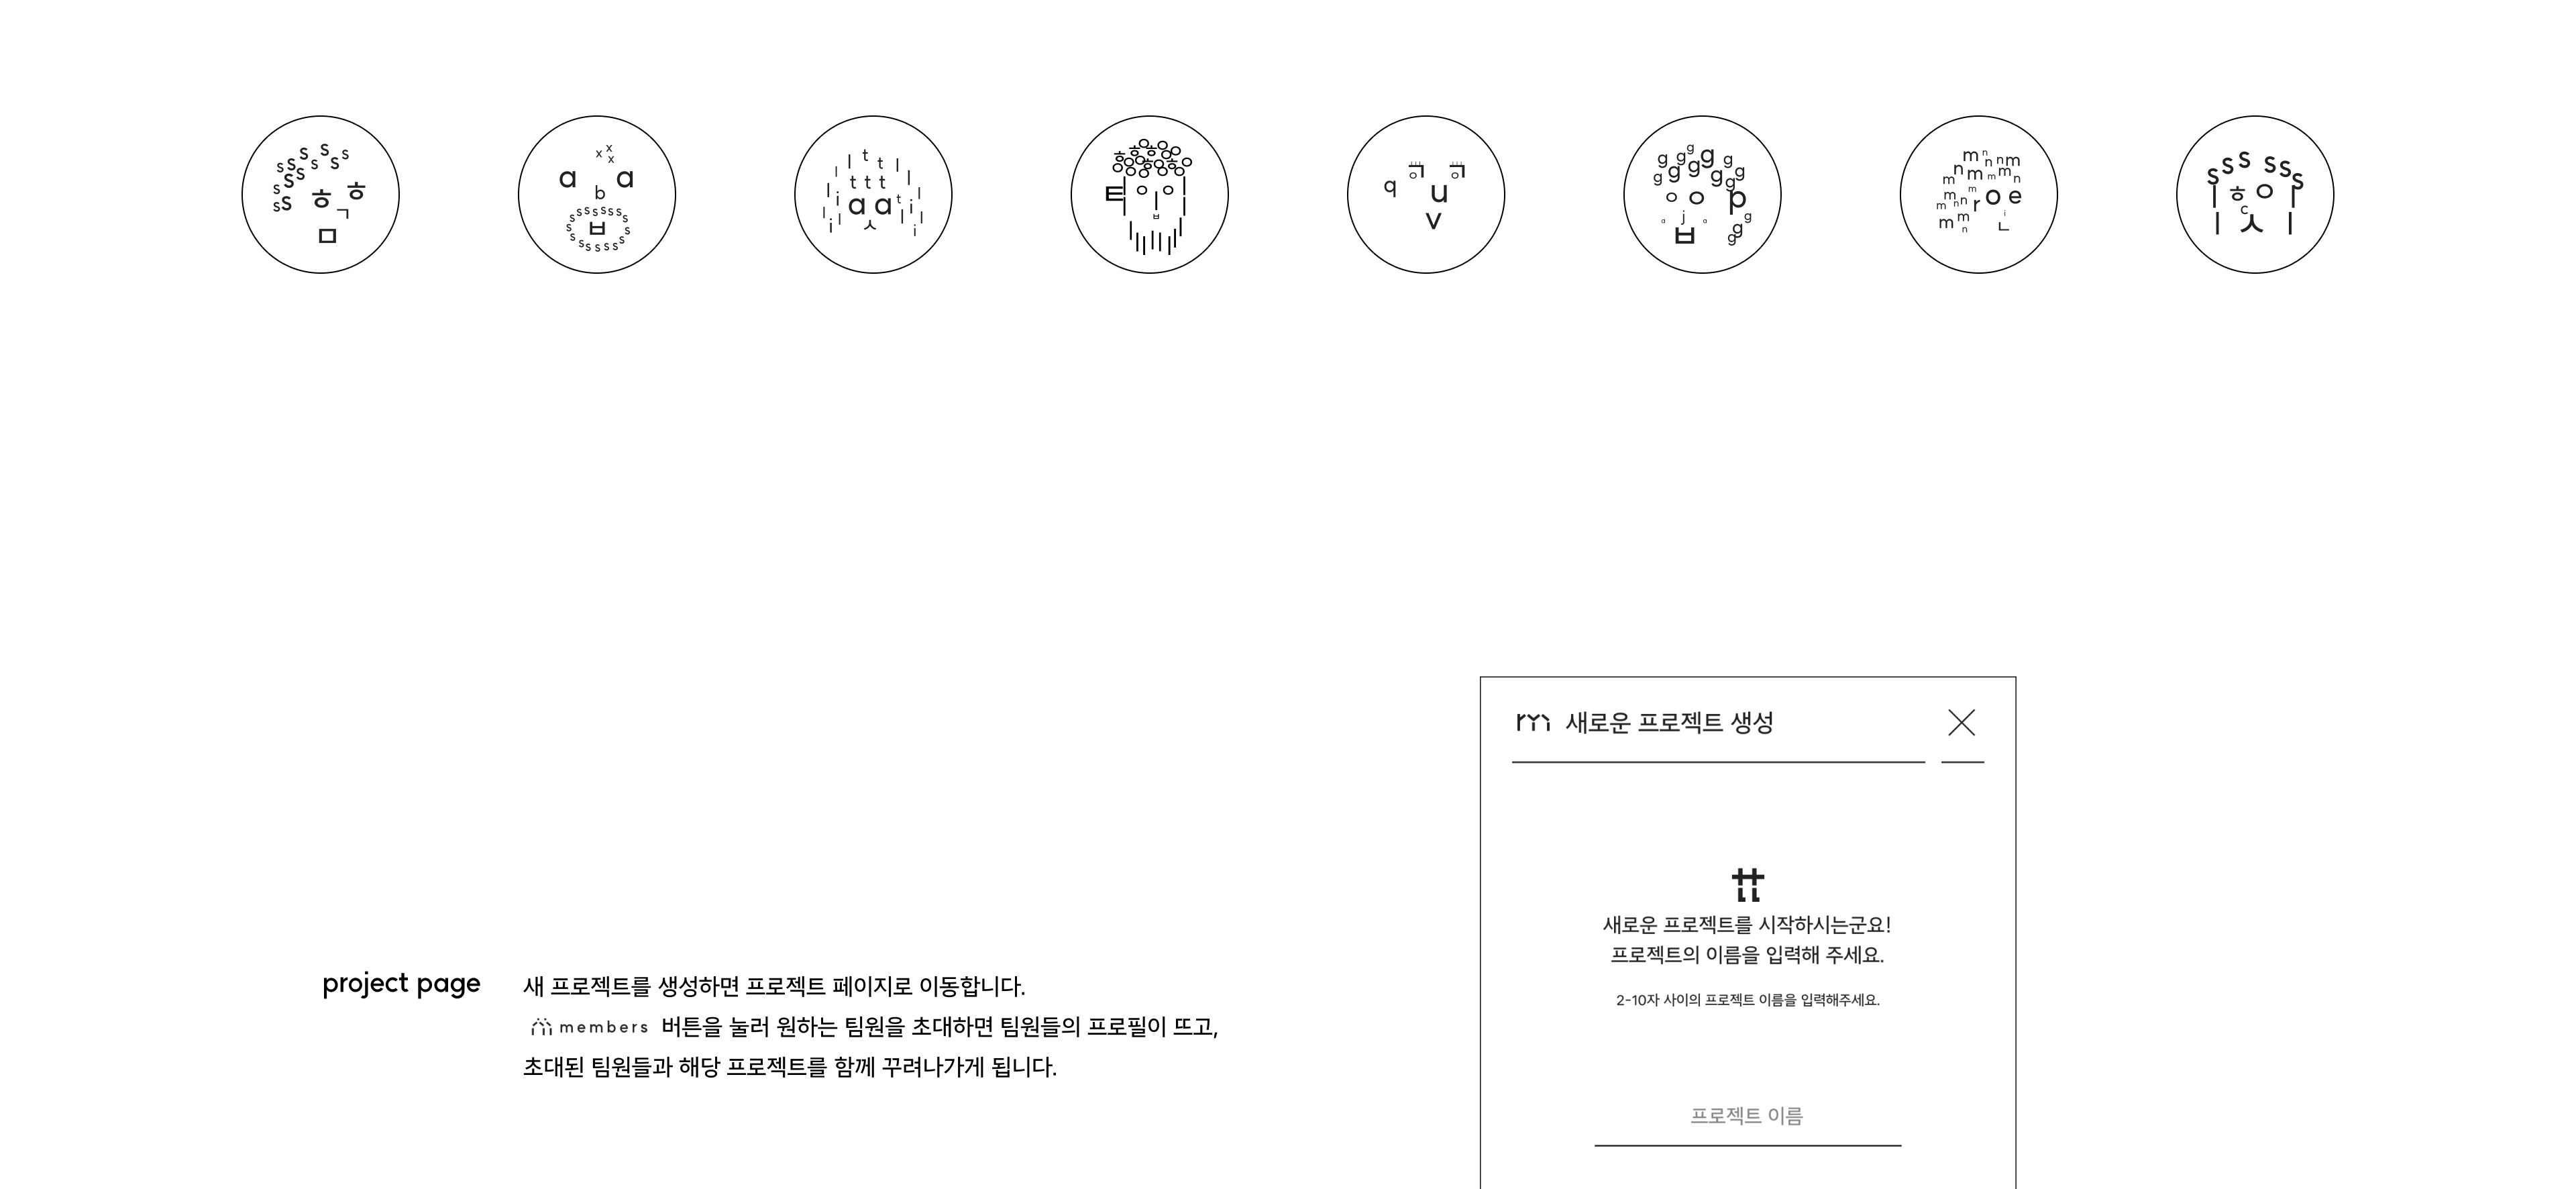 새로운 프로젝트 생성
새로운 프로젝트를 시작하시는군요!
프로젝트의 이름을 입력해 주세요.
2-10자 사이의 프로젝트 이름을 입력해주세요.
프로젝트 이름
project page
새 프로젝트를 생성하면 프로젝트 페이지로 이동합니다.
members 버튼을 눌러 원하는 팀원을 초대하면 팀원들의 프로필이 뜨고,
초대된 팀원들과 해당 프로젝트를 함께 꾸려나가게 됩니다.